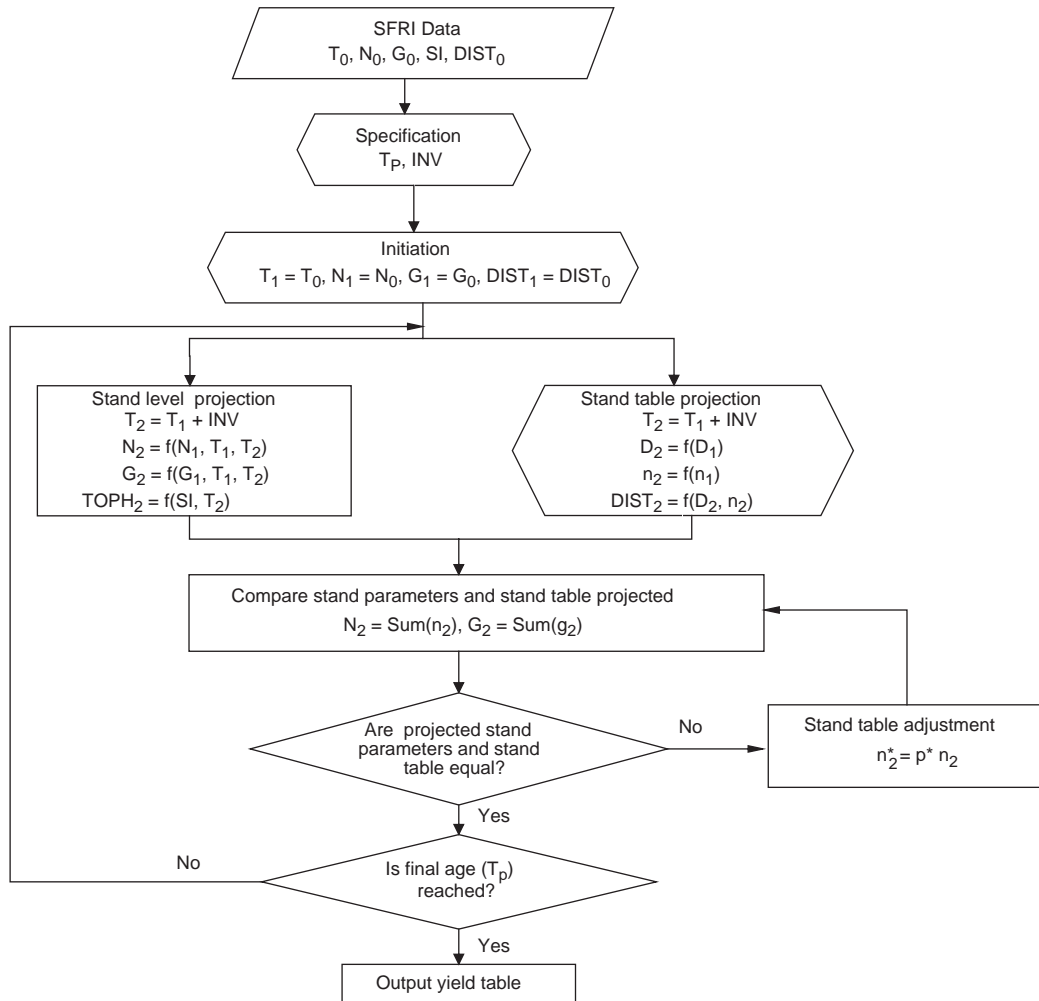 SFRI Data
T₀, N₀, G₀, SI, DIST₀
Specification
T_P, INV
Initiation
T₁ = T₀, N₁ = N₀, G₁ = G₀, DIST₁ = DIST₀
Stand level projection
T₂ = T₁ + INV
N₂ = f(N₁, T₁, T₂)
G₂ = f(G₁, T₁, T₂)
TOPH₂ = f(SI, T₂)
Stand table projection
T₂ = T₁ + INV
D₂ = f(D₁)
n₂ = f(n₁)
DIST₂ = f(D₂, n₂)
Compare stand parameters and stand table projected
N₂ = Sum(n₂), G₂ = Sum(g₂)
Are projected stand
parameters and stand
table equal?
No
Stand table adjustment
n₂* = p* n₂
Yes
No
Is final age (T_p)
reached?
Yes
Output yield table